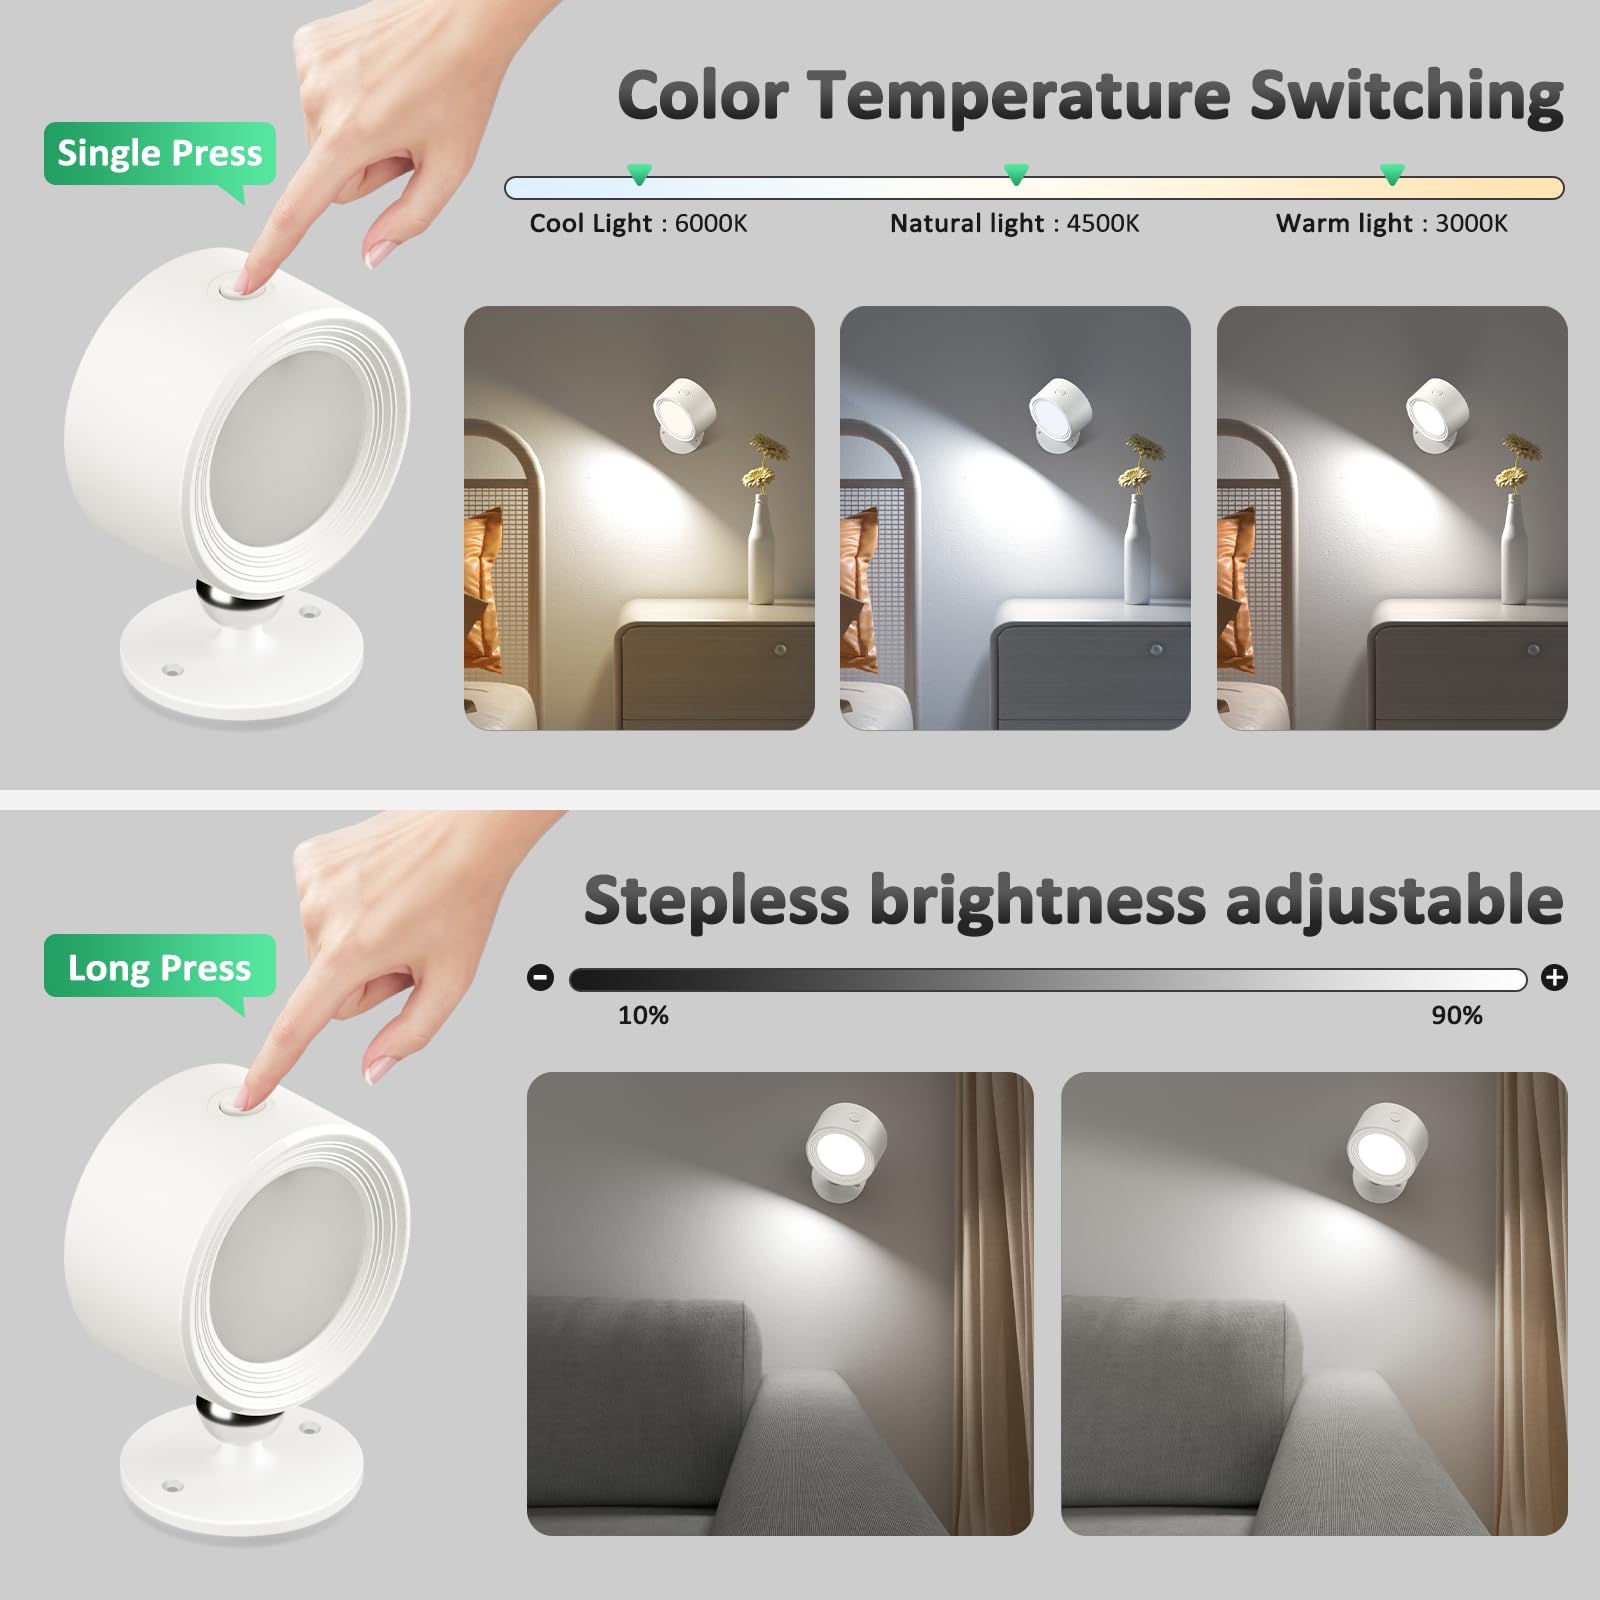 Color Temperature Switching
Single Press
Cool Light : 6000K
Natural light : 4500K
Warm light : 3000K
Stepless brightness adjustable
Long Press
10%
90%